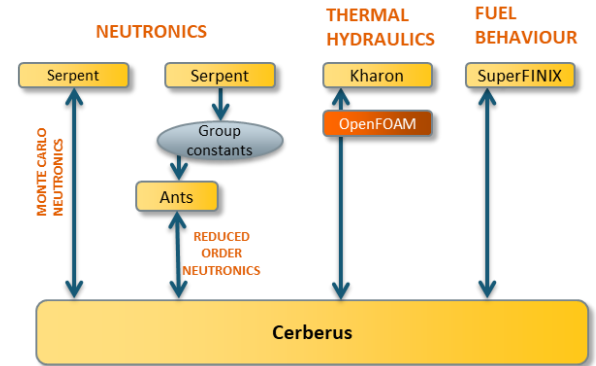 NEUTRONICS
THERMAL
HYDRAULICS
FUEL
BEHAVIOUR
Serpent
Serpent
Kharon
SuperFINIX
OpenFOAM
Group
constants
Ants
MONTE CARLO
NEUTRONICS
REDUCED
ORDER
NEUTRONICS
Cerberus